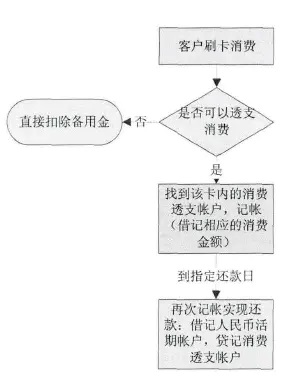 客户刷卡消费
是否可以透支
消费
否
直接扣除备用金
是
找到该卡内的消费
透支帐户，记帐
（借记相应的消费
金额）
到指定还款日
再次记帐实现还
款：借记人民币活
期帐户，贷记消费
透支帐户